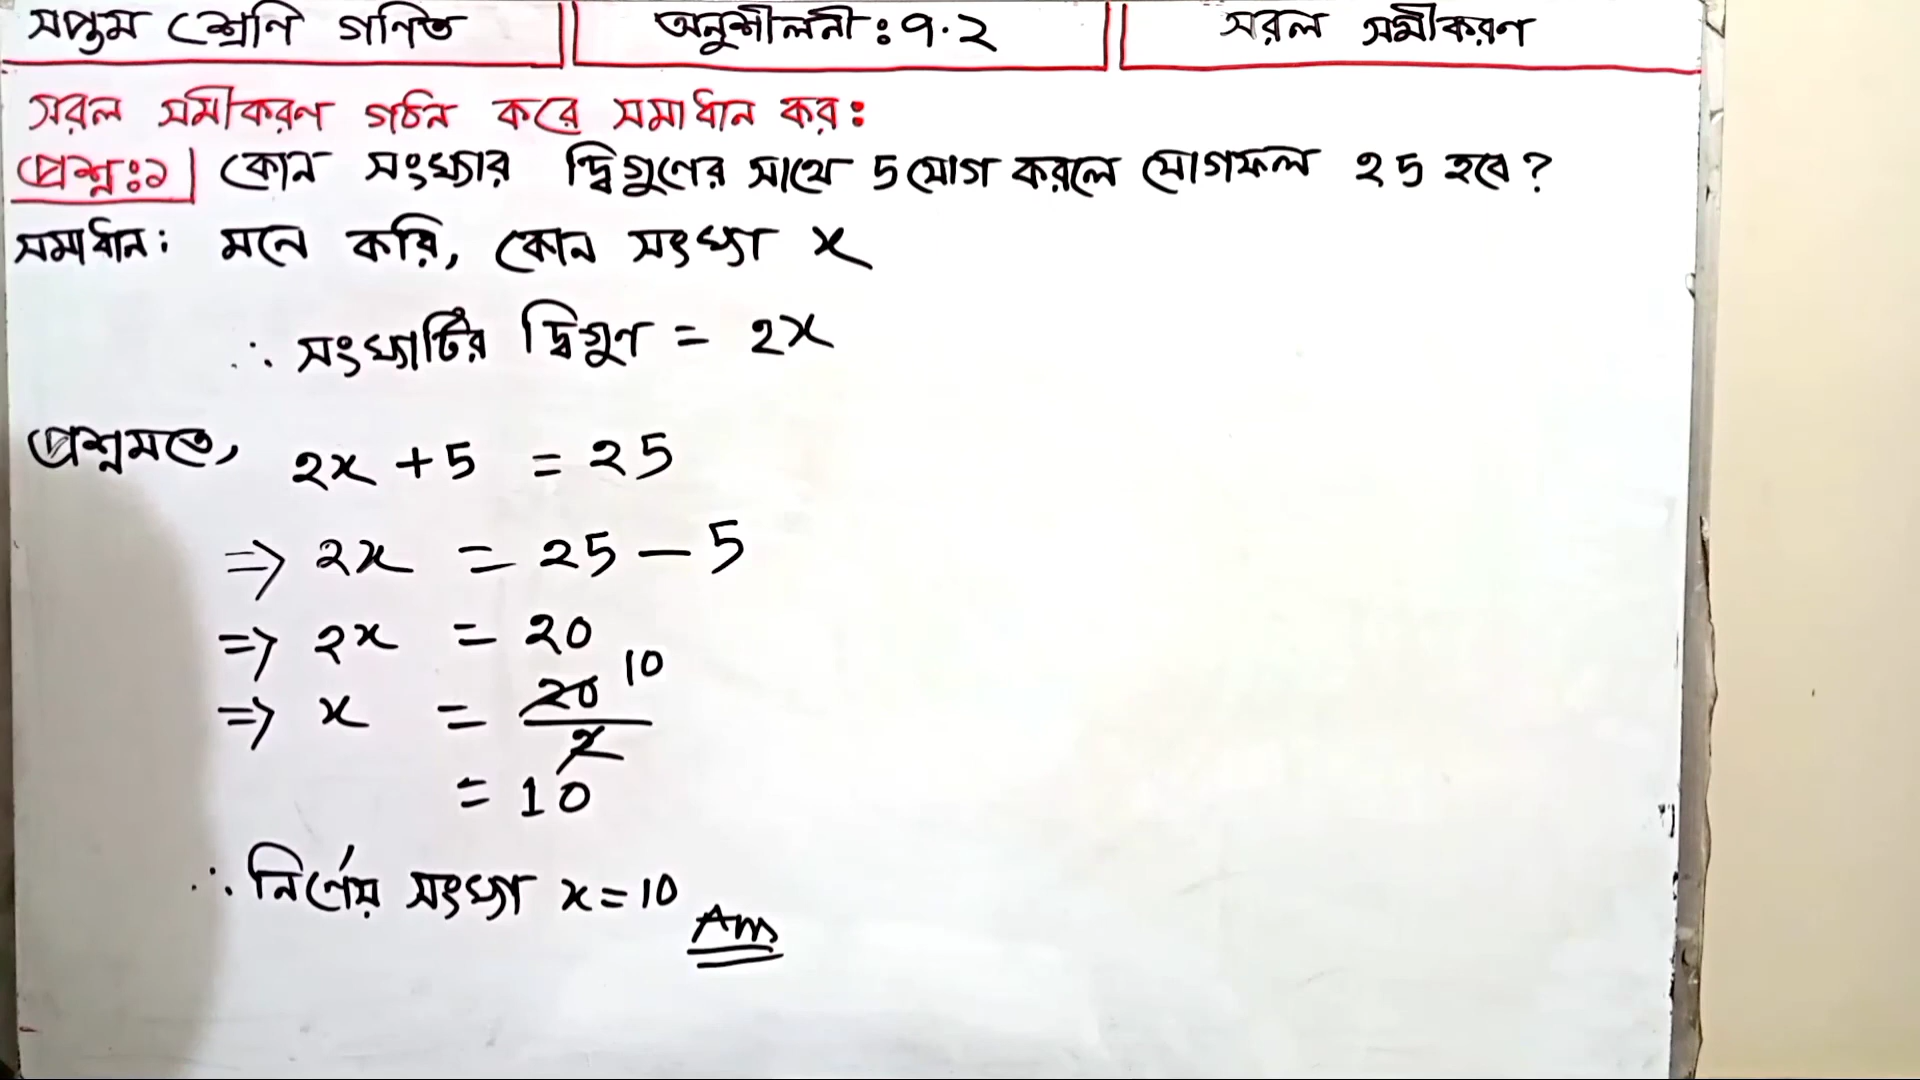 সপ্তম শ্রেণি গণিত || অনুশীলনী: ৭.২ || সরল সমীকরণ
সরল সমীকরণ গঠন করে সমাধান কর:
প্রশ্ন:১| কোন সংখ্যার দ্বিগুণের সাথে 5 যোগ করলে যোগফল 25 হবে?
সমাধান: মনে করি, কোন সংখ্যা x
∴ সংখ্যাটির দ্বিগুণ = 2x
প্রশ্নমতে, 2x + 5 = 25
⇒ 2x = 25 – 5
⇒ 2x = 20
⇒ x = 20/2 10
= 10
∴ নির্ণেয় সংখ্যা x = 10
Ans